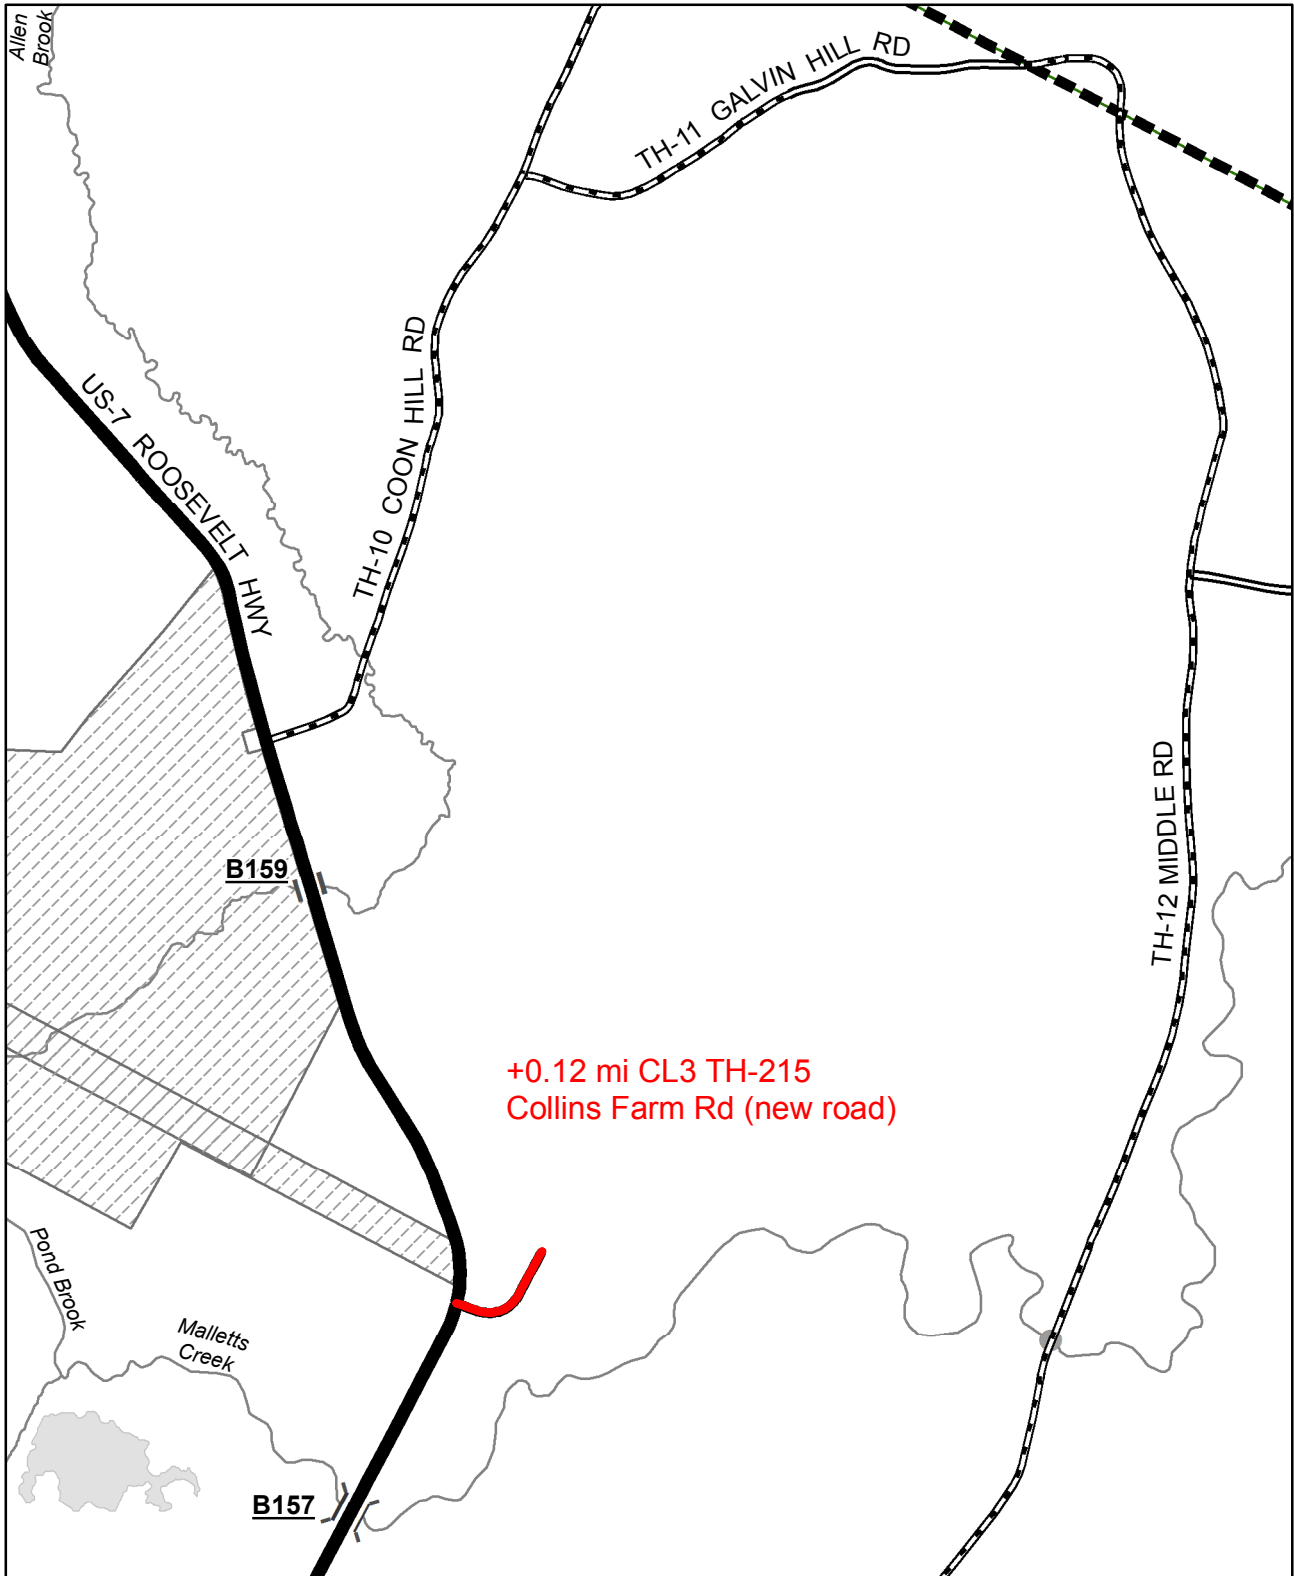 Allen
Brook
TH-11 GALVIN HILL RD
US-7 ROOSEVELT HWY
TH-10 COON HILL RD
TH-12 MIDDLE RD
B159
+0.12 mi CL3 TH-215
Collins Farm Rd (new road)
Pond Brook
Malletts
Creek
B157